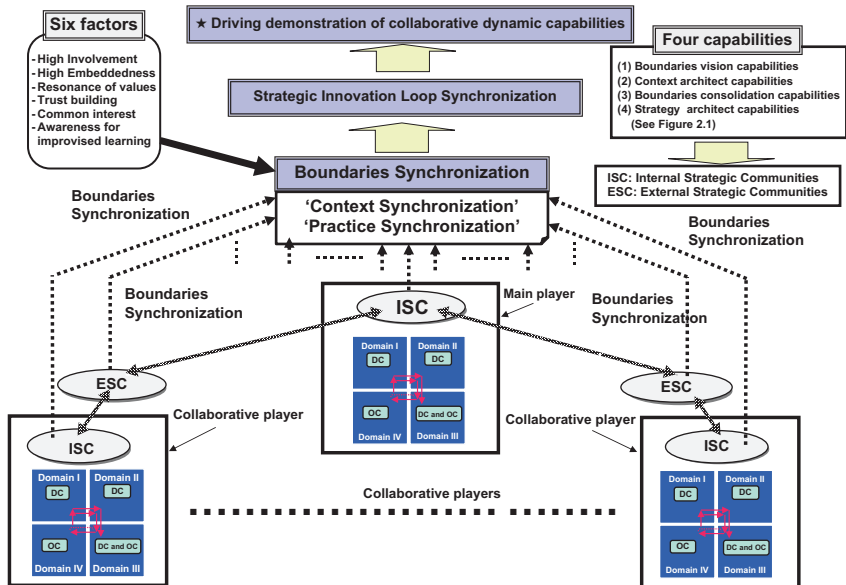 Six factors
- High Involvement
- High Embeddedness
- Resonance of values
- Trust building
- Common interest
- Awareness for
improvised learning
★ Driving demonstration of collaborative dynamic capabilities
Strategic Innovation Loop Synchronization
Four capabilities
(1) Boundaries vision capabilities
(2) Context architect capabilities
(3) Boundaries consolidation capabilities
(4) Strategy architect capabilities
(See Figure 2.1)
ISC: Internal Strategic Communities
ESC: External Strategic Communities
Boundaries Synchronization
'Context Synchronization'
'Practice Synchronization'
Boundaries
Synchronization
Boundaries
Synchronization
Boundaries
Synchronization
Boundaries
Synchronization
Main player
ISC
Domain I
Domain II
DC
DC
OC
DC and OC
Domain IV
Domain III
ESC
ESC
Collaborative player
Collaborative player
ISC
Domain I
Domain II
DC
DC
OC
DC and OC
Domain IV
Domain III
Collaborative players
ISC
Domain I
Domain II
DC
DC
OC
DC and OC
Domain IV
Domain III